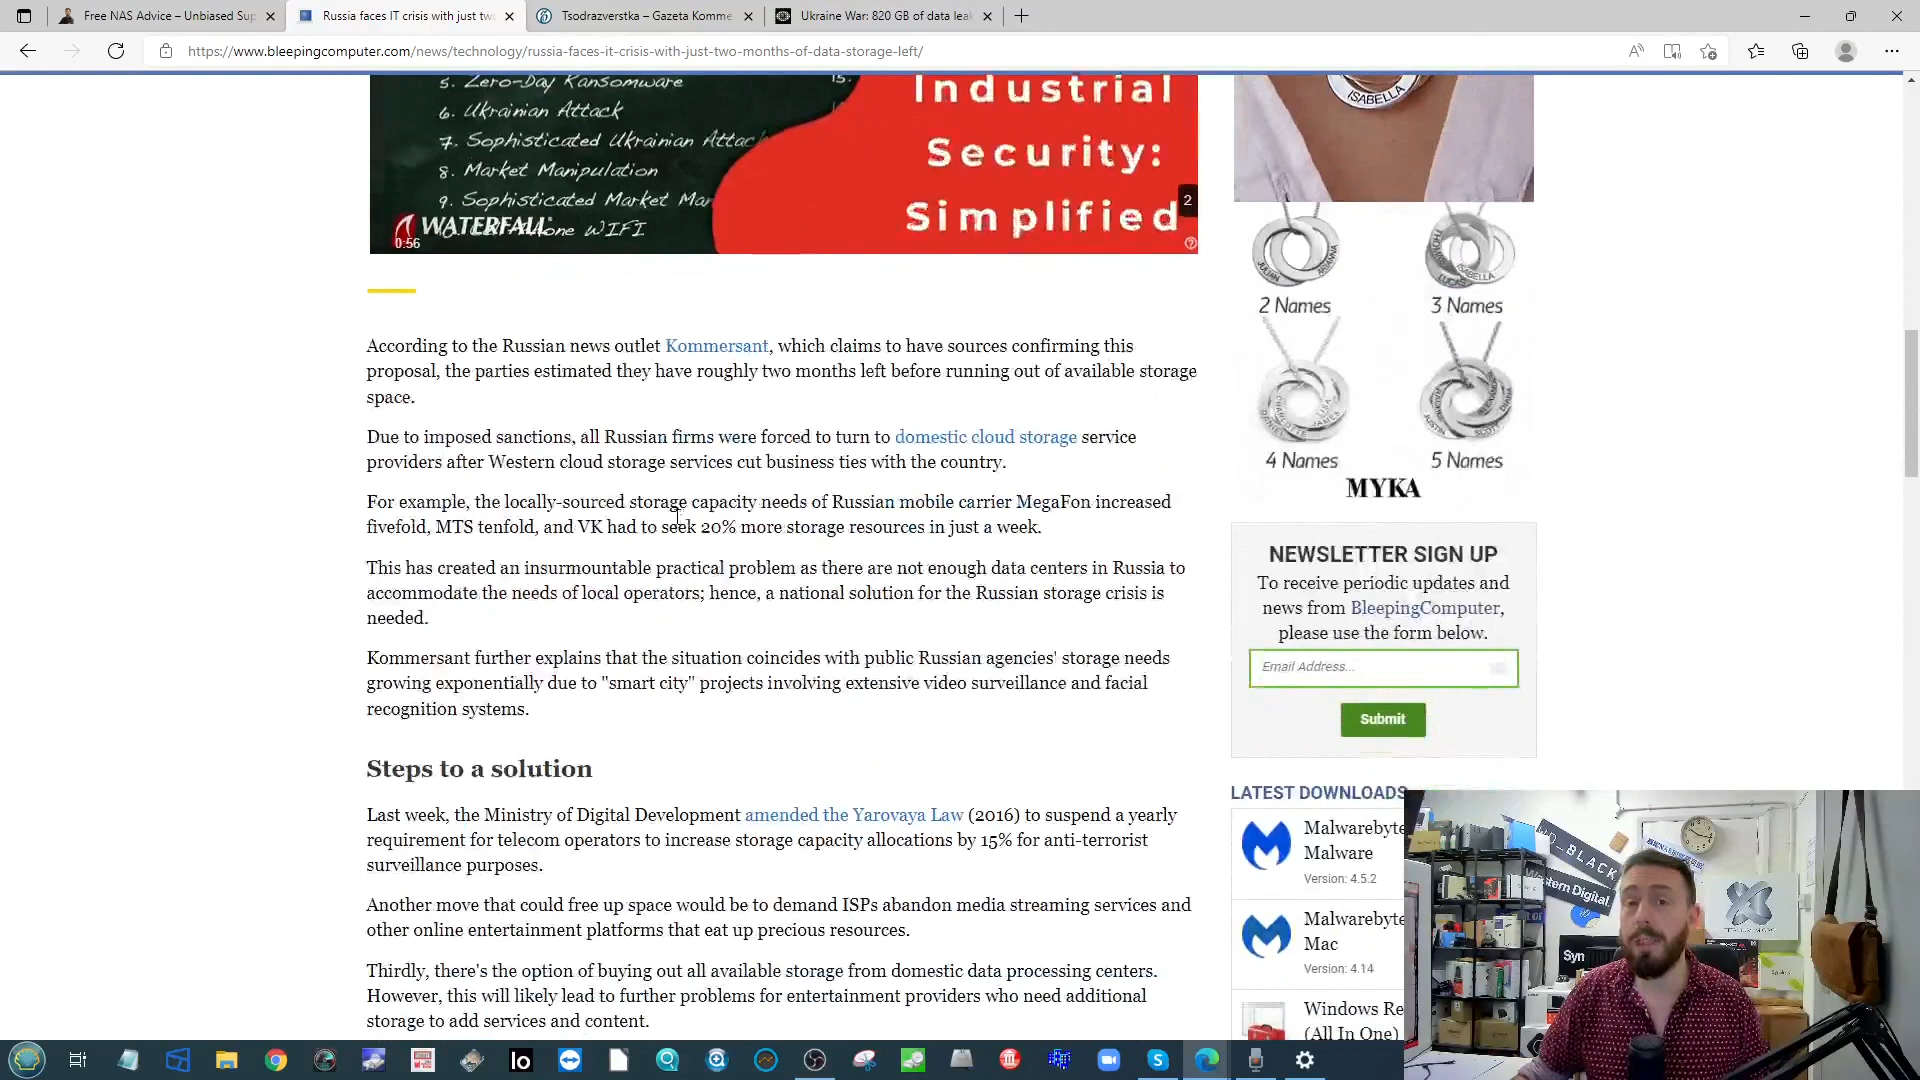 Free NAS Advice – Unbiased Sup
Russia faces IT crisis with just two
Tsodrazverstka – Gazeta Komme
Ukraine War: 820 GB of data leak
https://www.bleepingcomputer.com/news/technology/russia-faces-it-crisis-with-just-two-months-of-data-storage-left/
5. Zero-Day Ransomware
15.
6. Ukrainian Attack
7. Sophisticated Ukrainian Attac
8. Market Manipulation
9. Sophisticated Market Mar
WIFI
WATERFALL
0:56
Industrial
Security:
Simplified
2
According to the Russian news outlet Kommersant, which claims to have sources confirming this
proposal, the parties estimated they have roughly two months left before running out of available storage
space.
Due to imposed sanctions, all Russian firms were forced to turn to domestic cloud storage service
providers after Western cloud storage services cut business ties with the country.
For example, the locally-sourced storage capacity needs of Russian mobile carrier MegaFon increased
fivefold, MTS tenfold, and VK had to seek 20% more storage resources in just a week.
This has created an insurmountable practical problem as there are not enough data centers in Russia to
accommodate the needs of local operators; hence, a national solution for the Russian storage crisis is
needed.
Kommersant further explains that the situation coincides with public Russian agencies' storage needs
growing exponentially due to "smart city" projects involving extensive video surveillance and facial
recognition systems.
Steps to a solution
Last week, the Ministry of Digital Development amended the Yarovaya Law (2016) to suspend a yearly
requirement for telecom operators to increase storage capacity allocations by 15% for anti-terrorist
surveillance purposes.
Another move that could free up space would be to demand ISPs abandon media streaming services and
other online entertainment platforms that eat up precious resources.
Thirdly, there's the option of buying out all available storage from domestic data processing centers.
However, this will likely lead to further problems for entertainment providers who need additional
storage to add services and content.
ISABELLA
2 Names
3 Names
4 Names
5 Names
MYKA
NEWSLETTER SIGN UP
To receive periodic updates and
news from BleepingComputer,
please use the form below.
Email Address...
Submit
LATEST DOWNLOADS
Malwarebyte
Malware
Version: 4.5.2
Malwarebyte
Mac
Version: 4.14
Windows Re
(All In One)
_BLACK
Western Digital.
Syn
Io